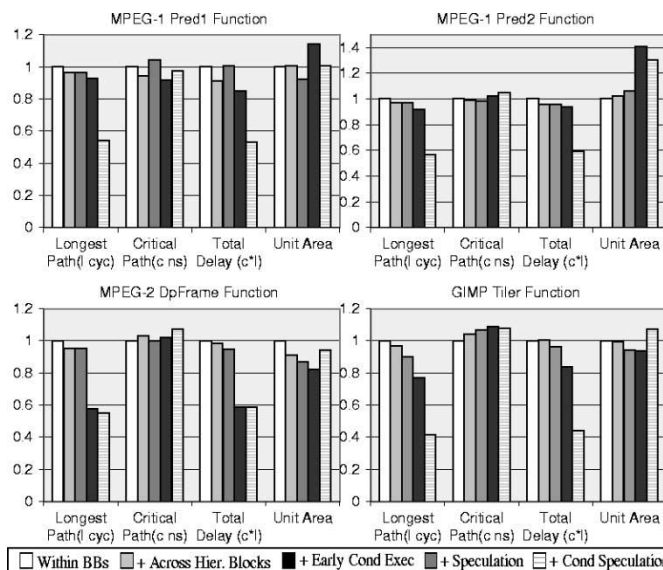 MPEG-1 Pred1 Function
1.2
1
0.8
0.6
0.4
0.2
0
Longest Path(l cyc)
Critical Path(c ns)
Total Delay (c*l)
Unit Area
MPEG-1 Pred2 Function
1.4
1.2
1
0.8
0.6
0.4
0.2
0
Longest Path(l cyc)
Critical Path(c ns)
Total Delay (c*l)
Unit Area
MPEG-2 DpFrame Function
1.2
1
0.8
0.6
0.4
0.2
0
Longest Path(l cyc)
Critical Path(c ns)
Total Delay (c*l)
Unit Area
GIMP Tiler Function
1.2
1
0.8
0.6
0.4
0.2
0
Longest Path(l cyc)
Critical Path(c ns)
Total Delay (c*l)
Unit Area
Within BBs
+ Across Hier. Blocks
+ Early Cond Exec
+ Speculation
+ Cond Speculation